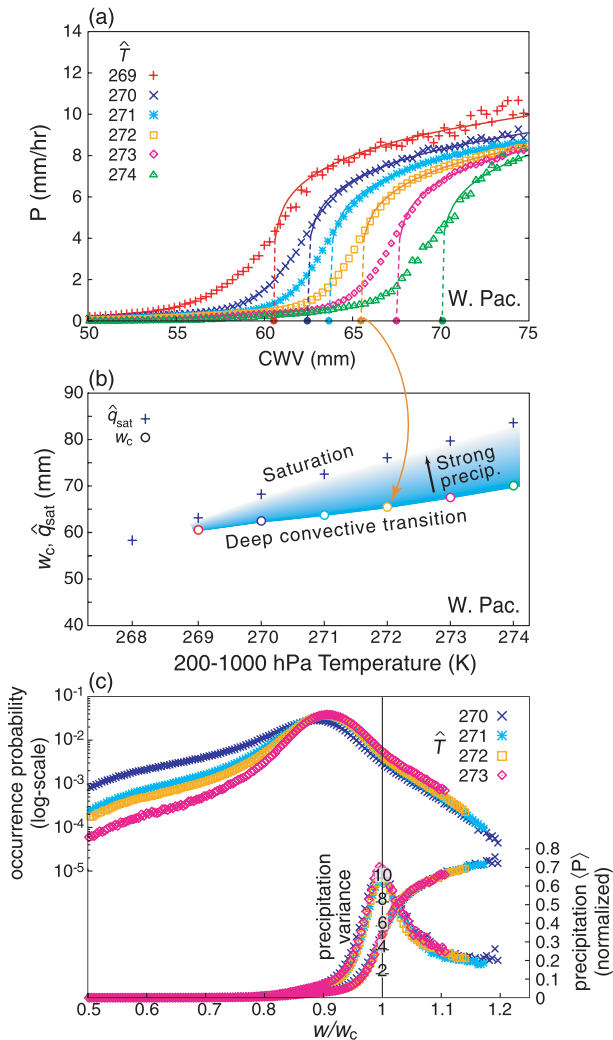 (a)
14
12
10
8
6
4
2
0
P (mm/hr)
T̂
269
270
271
272
273
274
W. Pac.
50
55
60
65
70
75
CWV (mm)
(b)
90
80
70
60
50
40
w_c, q̂_sat (mm)
q̂_sat
w_c
Saturation
Strong
precip.
Deep convective transition
W. Pac.
268
269
270
271
272
273
274
200-1000 hPa Temperature (K)
(c)
10⁻¹
10⁻²
10⁻³
10⁻⁴
10⁻⁵
occurrence probability
(log-scale)
T̂
270
271
272
273
precipitation
variance
10
8
6
4
2
0.8
0.7
0.6
0.5
0.4
0.3
0.2
0.1
0
precipitation ⟨P⟩
(normalized)
0.5
0.6
0.7
0.8
0.9
1
1.1
1.2
w/w_c